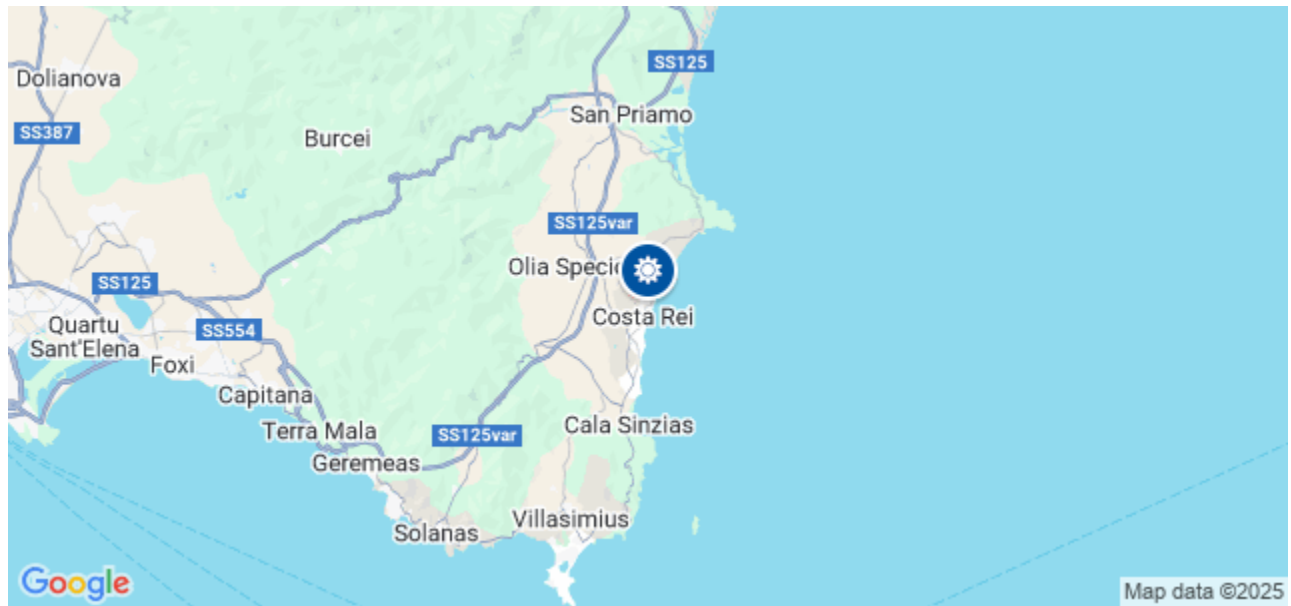 SS125
Dolianova
San Priamo
SS387
Burcei
SS125var
Olia Speci
SS125
Costa Rei
Quartu
Sant'Elena
SS554
Foxi
Capitana
Cala Sinzias
Terra Mala
SS125var
Geremeas
Villasimius
Solanas
Google
Map data ©2025